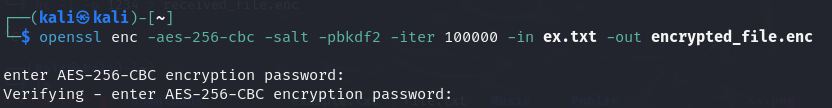 ┌──(kali㉿kali)-[~]
└─$ openssl enc -aes-256-cbc -salt -pbkdf2 -iter 100000 -in ex.txt -out encrypted_file.enc
enter AES-256-CBC encryption password:
Verifying - enter AES-256-CBC encryption password: